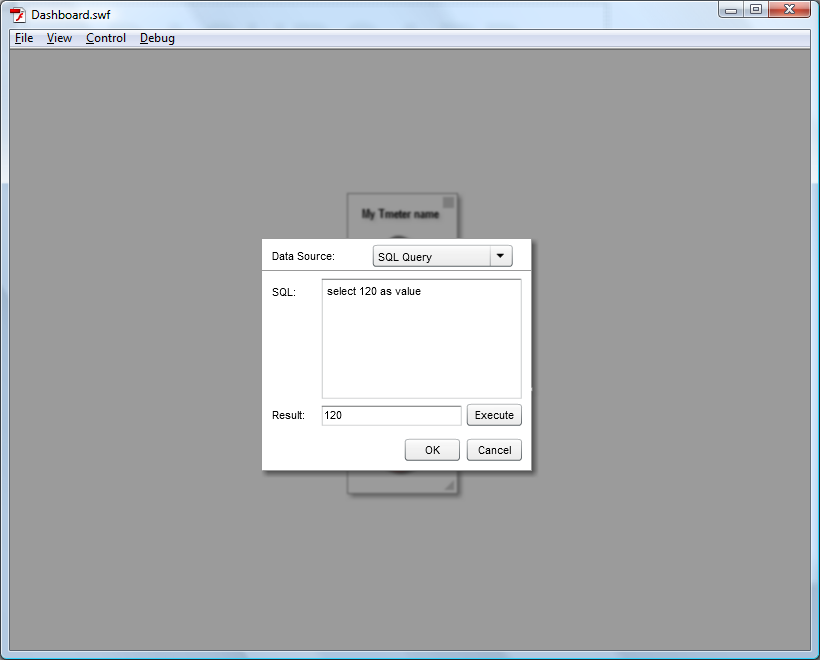 Dashboard.swf
File View Control Debug
My Tmeter name
Data Source: SQL Query
SQL: select 120 as value
Result: 120 Execute
OK Cancel